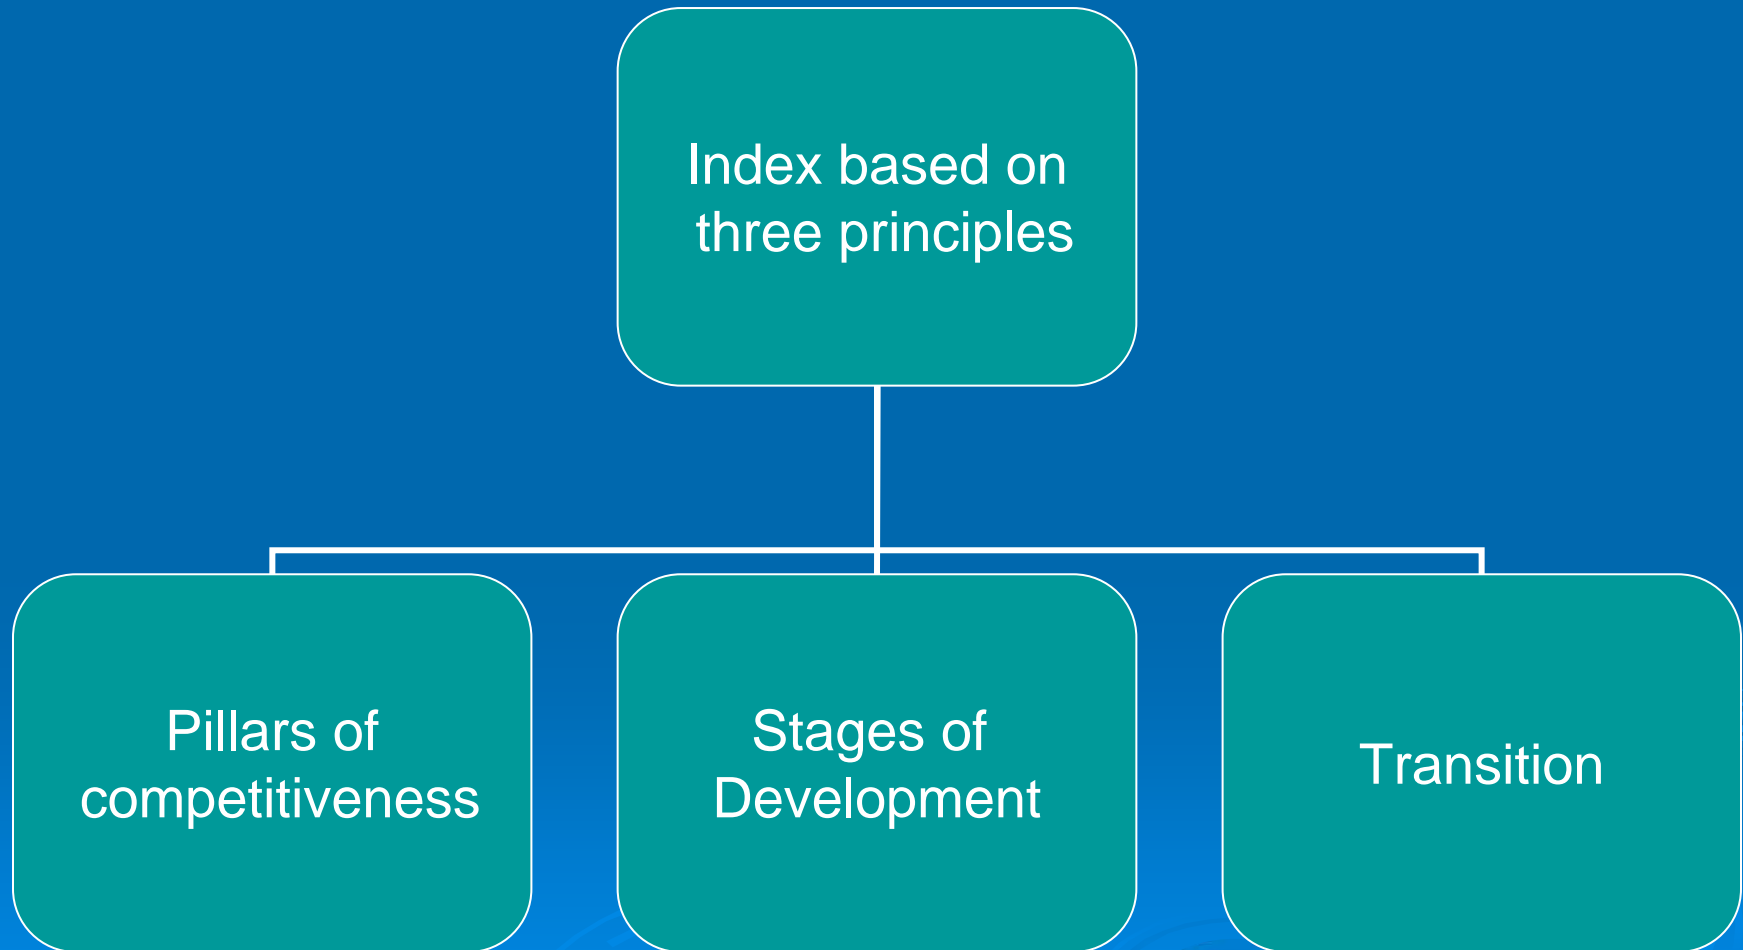 Index based on
three principles
Pillars of
competitiveness
Stages of
Development
Transition